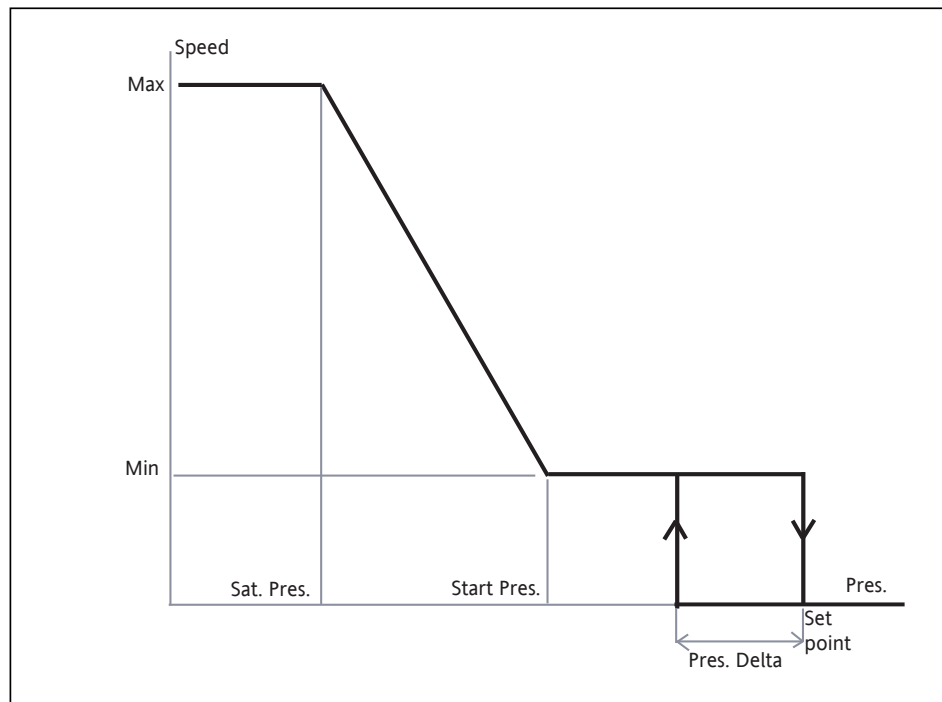 Speed
Max
Min
Sat. Pres.
Start Pres.
Pres.
Set
point
Pres. Delta